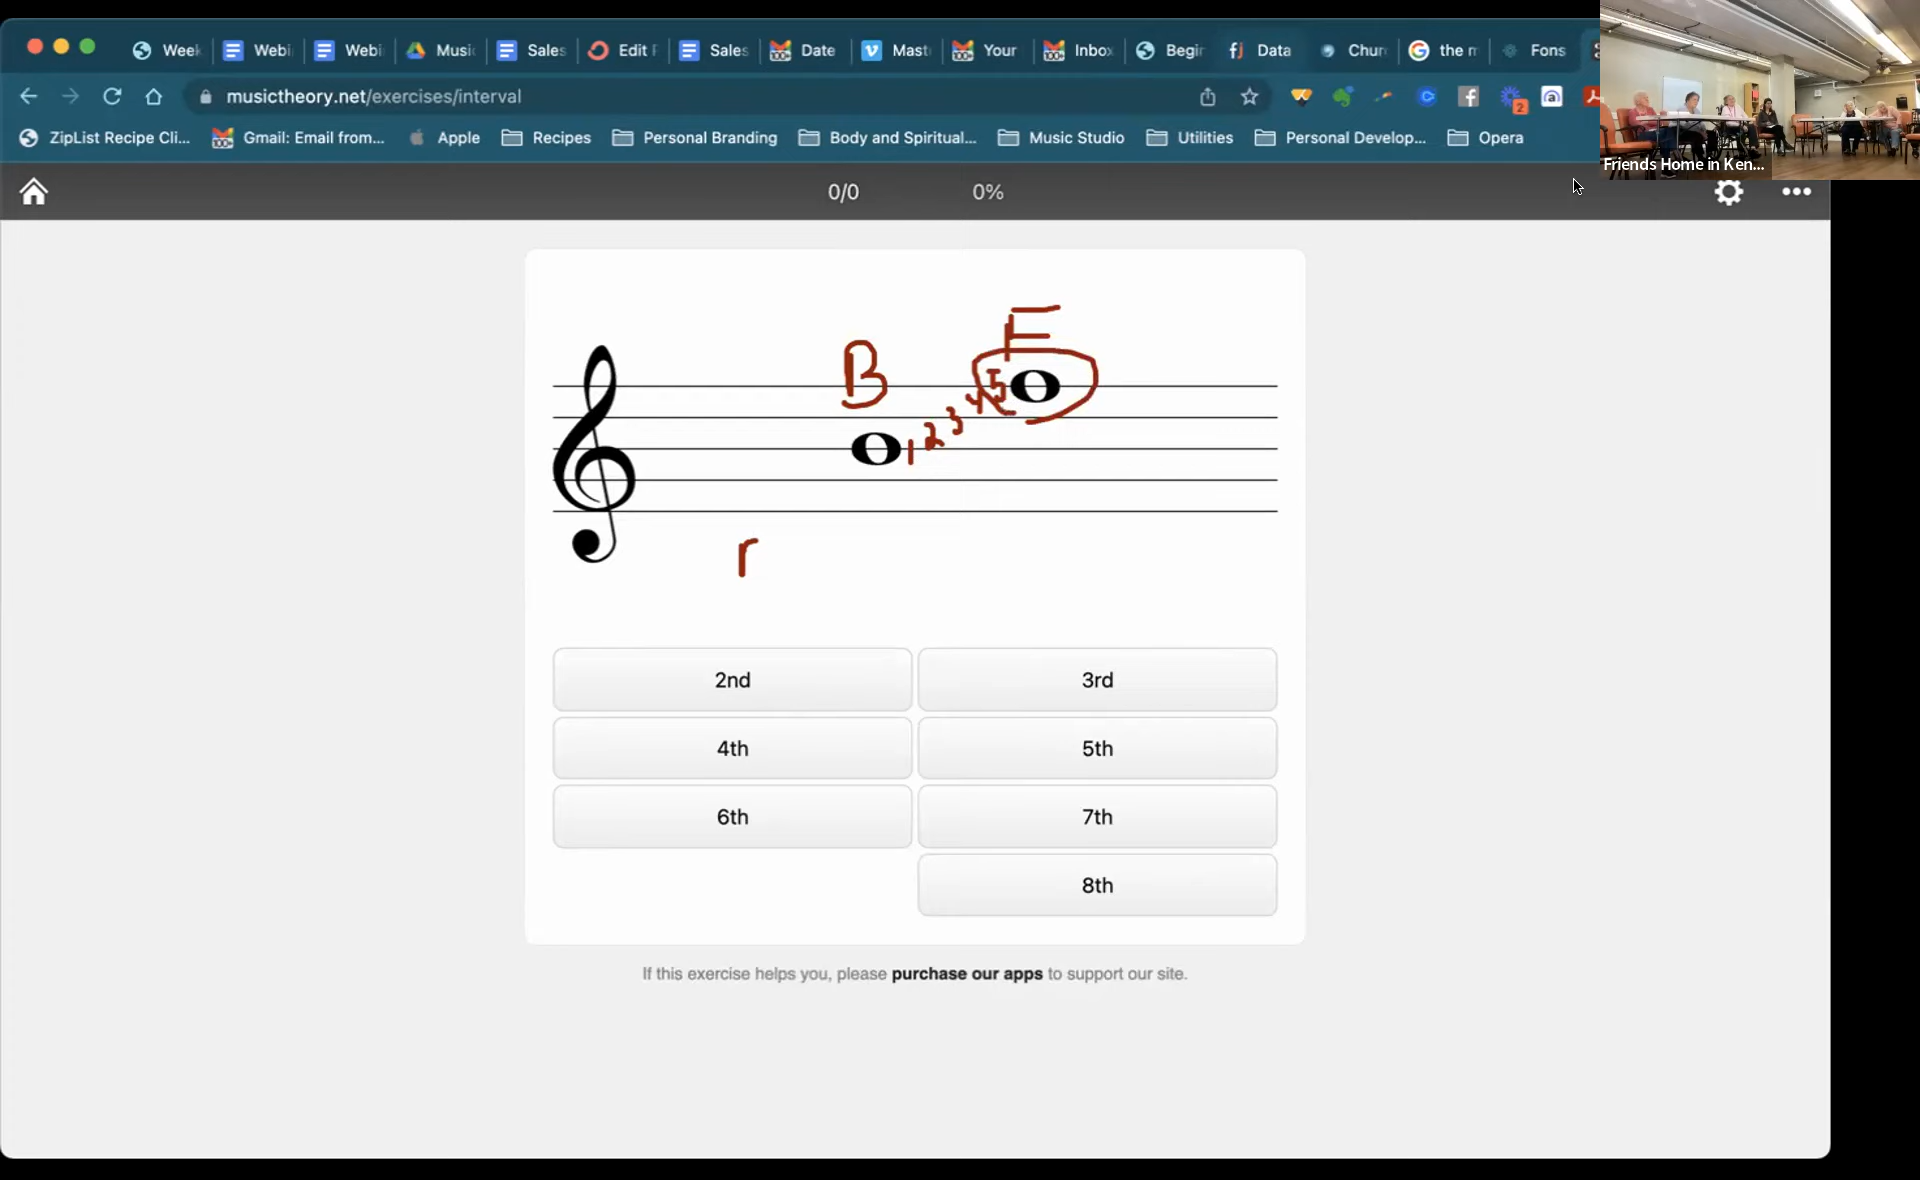 Week Webi Webi Music Sales Edit F Sales Date Mast Your Inbox Begir Data Chur the m Fons
musictheory.net/exercises/interval
2
ZipList Recipe Cli... Gmail: Email from... Apple Recipes Personal Branding Body and Spiritual... Music Studio Utilities Personal Develop... Opera
Friends Home in Ken...
0/0 0%
E
B
1 2 3 4 5
r
2nd 3rd
4th 5th
6th 7th
8th
If this exercise helps you, please purchase our apps to support our site.